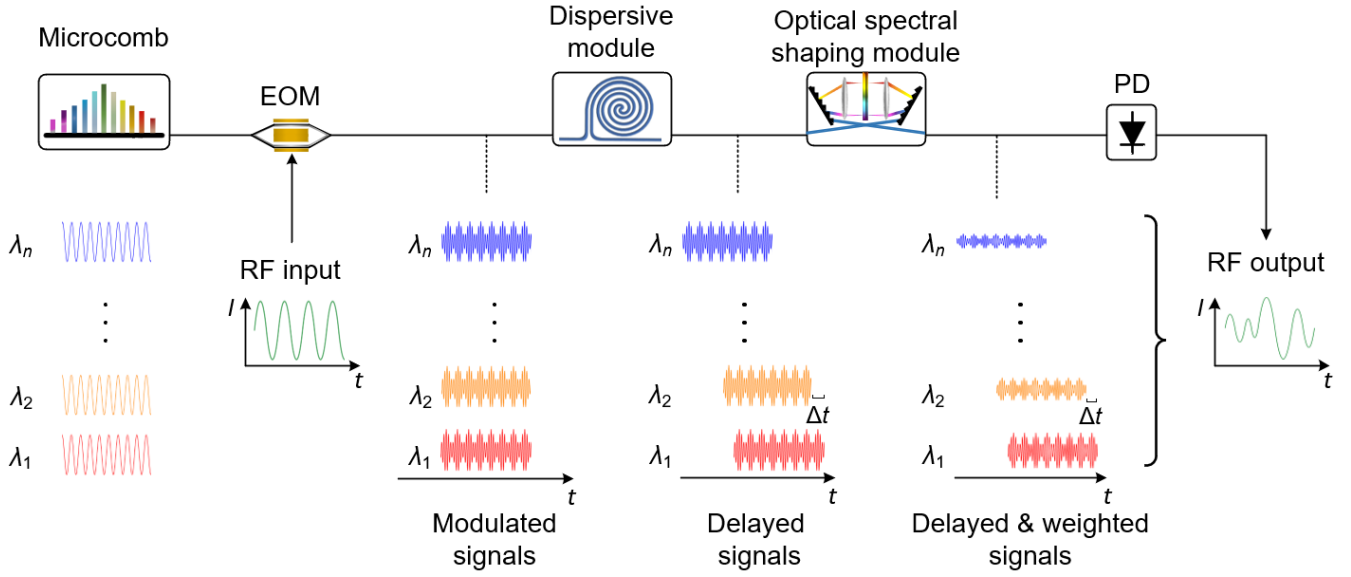 Microcomb
EOM
Dispersive
module
Optical spectral
shaping module
PD
λn
λn
λn
λn
RF input
I
t
RF output
I
t
λ2
λ2
λ2
Δt
λ2
Δt
λ1
λ1
λ1
λ1
t
t
t
Modulated
signals
Delayed
signals
Delayed & weighted
signals